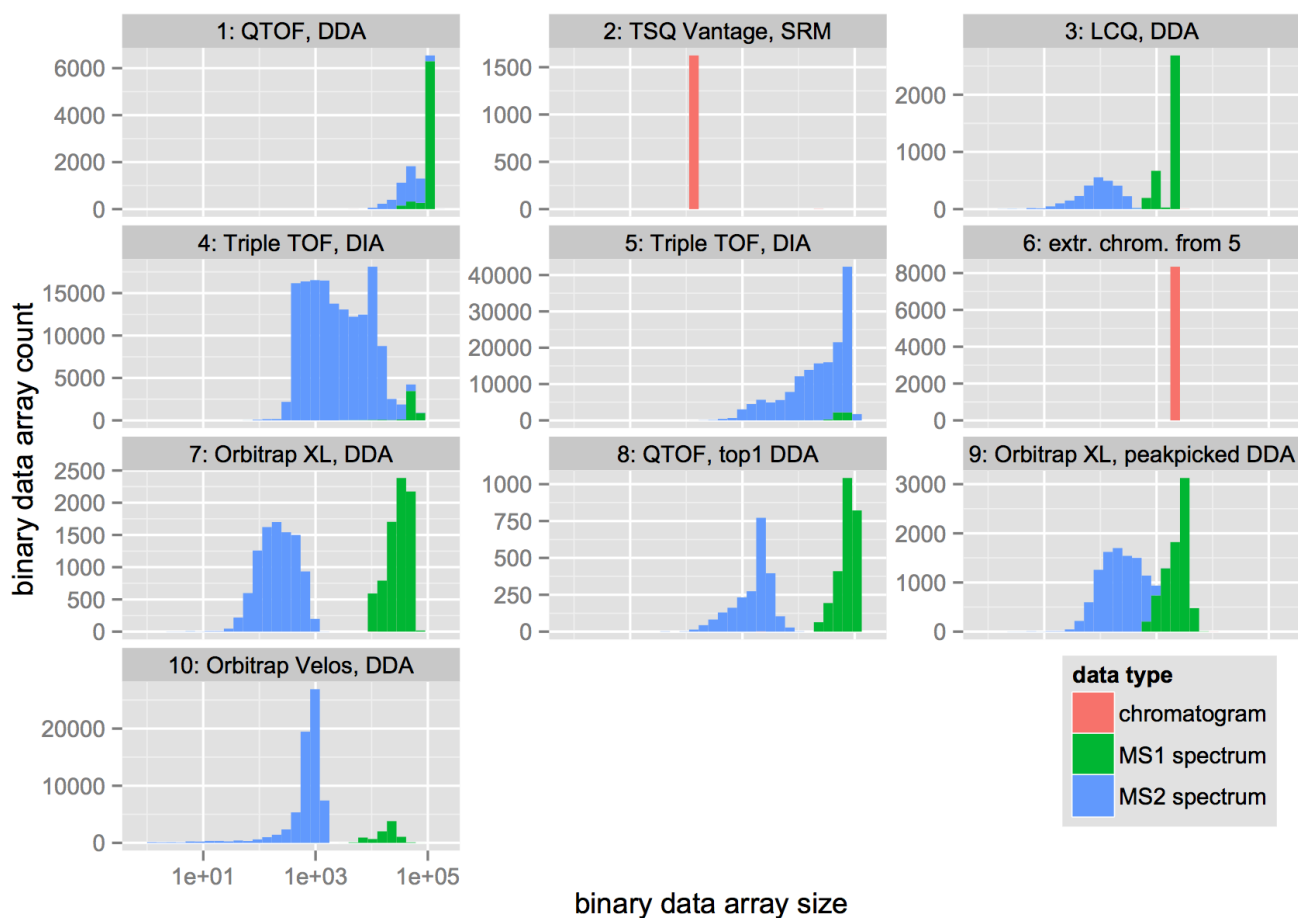 1: QTOF, DDA
2: TSQ Vantage, SRM
3: LCQ, DDA
6000
4000
2000
0
1500
1000
500
0
2000
1000
0
4: Triple TOF, DIA
5: Triple TOF, DIA
6: extr. chrom. from 5
15000
10000
5000
0
40000
30000
20000
10000
0
8000
6000
4000
2000
0
7: Orbitrap XL, DDA
8: QTOF, top1 DDA
9: Orbitrap XL, peakpicked DDA
2500
2000
1500
1000
500
0
1000
750
500
250
0
3000
2000
1000
0
10: Orbitrap Velos, DDA
20000
10000
0
1e+01
1e+03
1e+05
binary data array count
binary data array size
data type
chromatogram
MS1 spectrum
MS2 spectrum